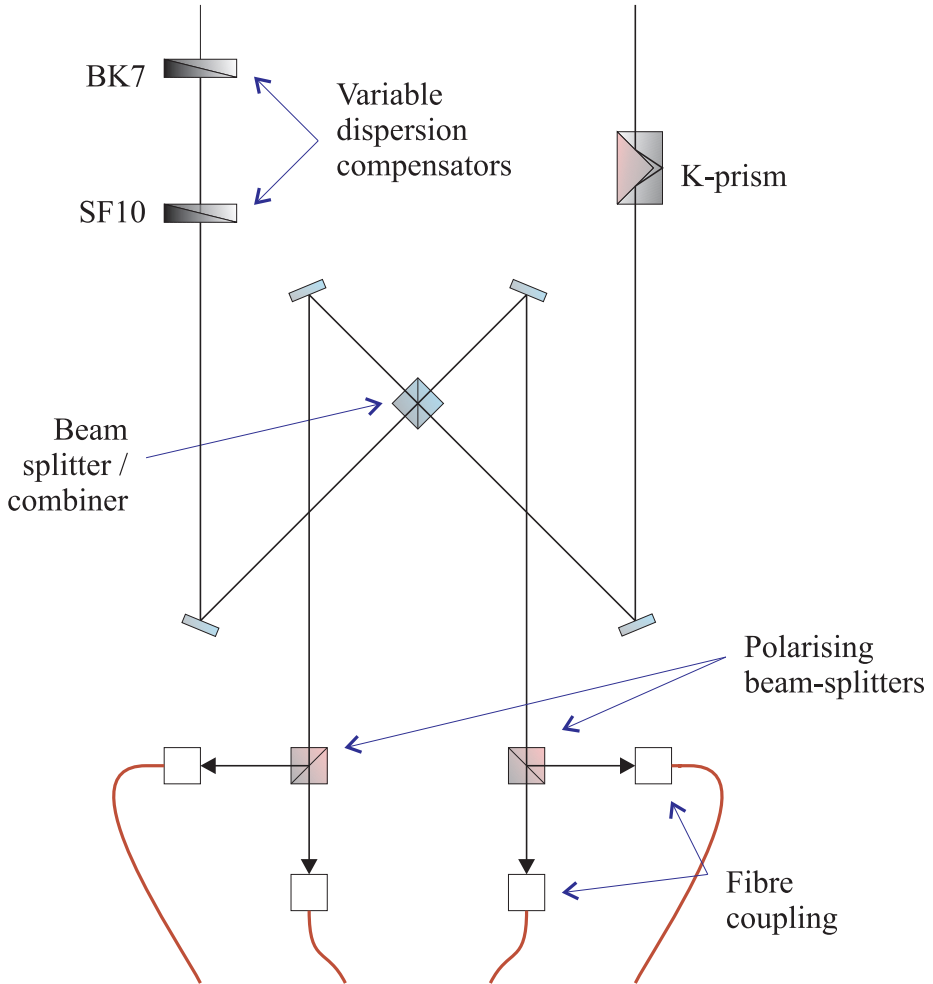 BK7
Variable
dispersion
compensators
SF10
K-prism
Beam
splitter /
combiner
Polarising
beam-splitters
Fibre
coupling